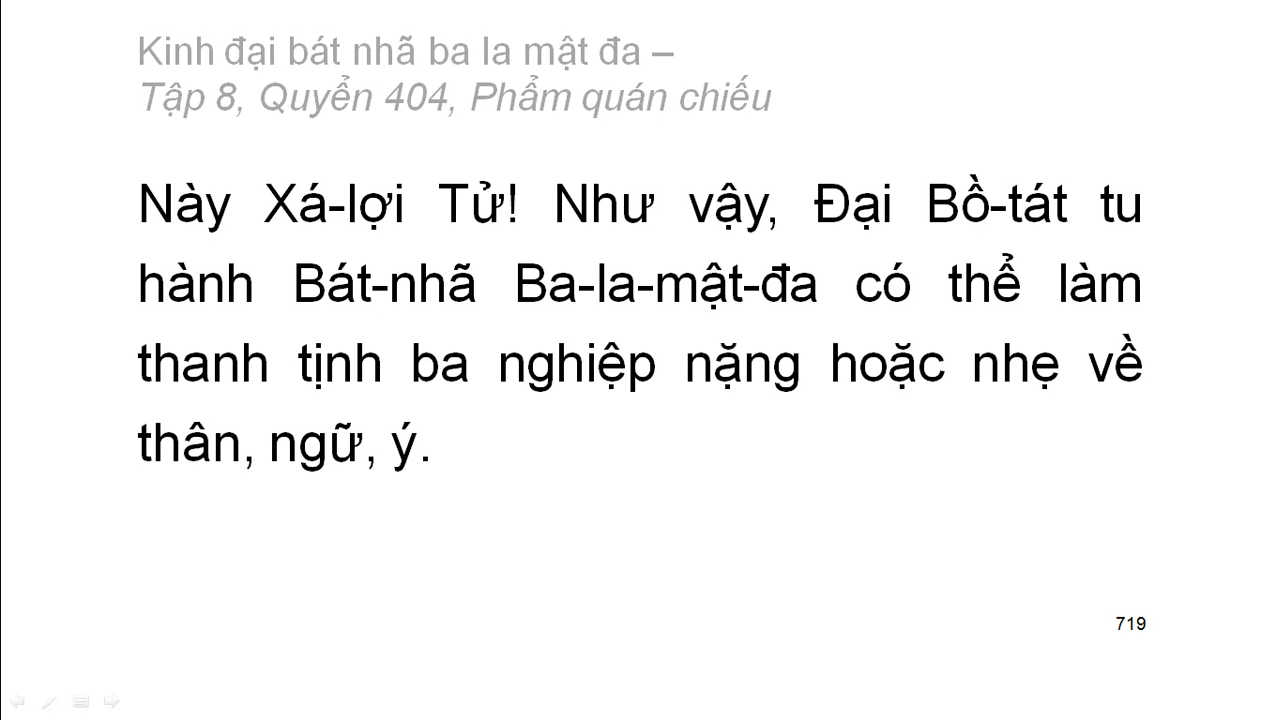 Kinh đại bát nhã ba la mật đa –
Tập 8, Quyển 404, Phẩm quán chiếu
Này Xá-lợi Tử! Như vậy, Đại Bồ-tát tu
hành Bát-nhã Ba-la-mật-đa có thể làm
thanh tịnh ba nghiệp nặng hoặc nhẹ về
thân, ngữ, ý.
719